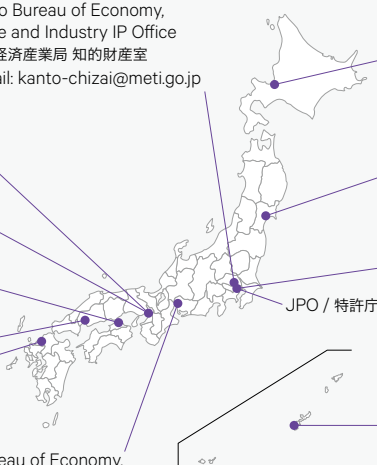 o Bureau of Economy,
e and Industry IP Office
経済産業局 知的財産室
ail: kanto-chizai@meti.go.jp
JPO / 特許庁
eau of Economy,